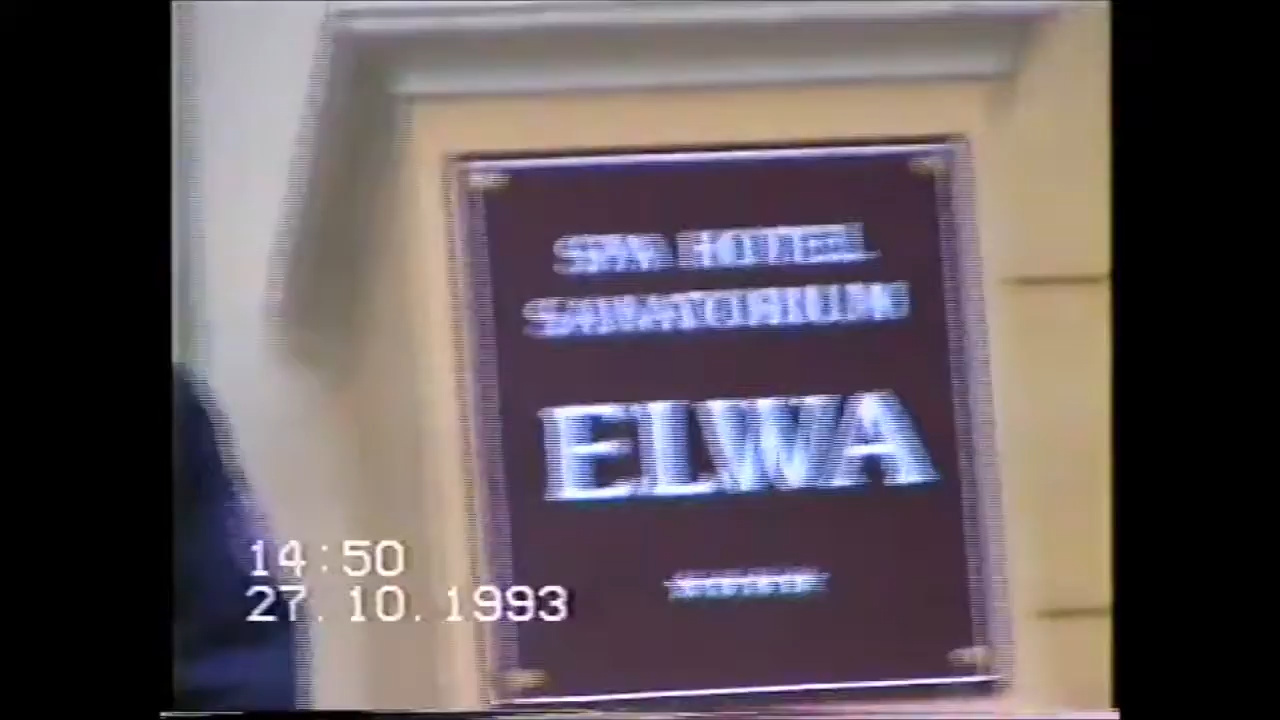 SPA HOTEL
SANATORIUM
ELWA
****
14:50
27.10.1993